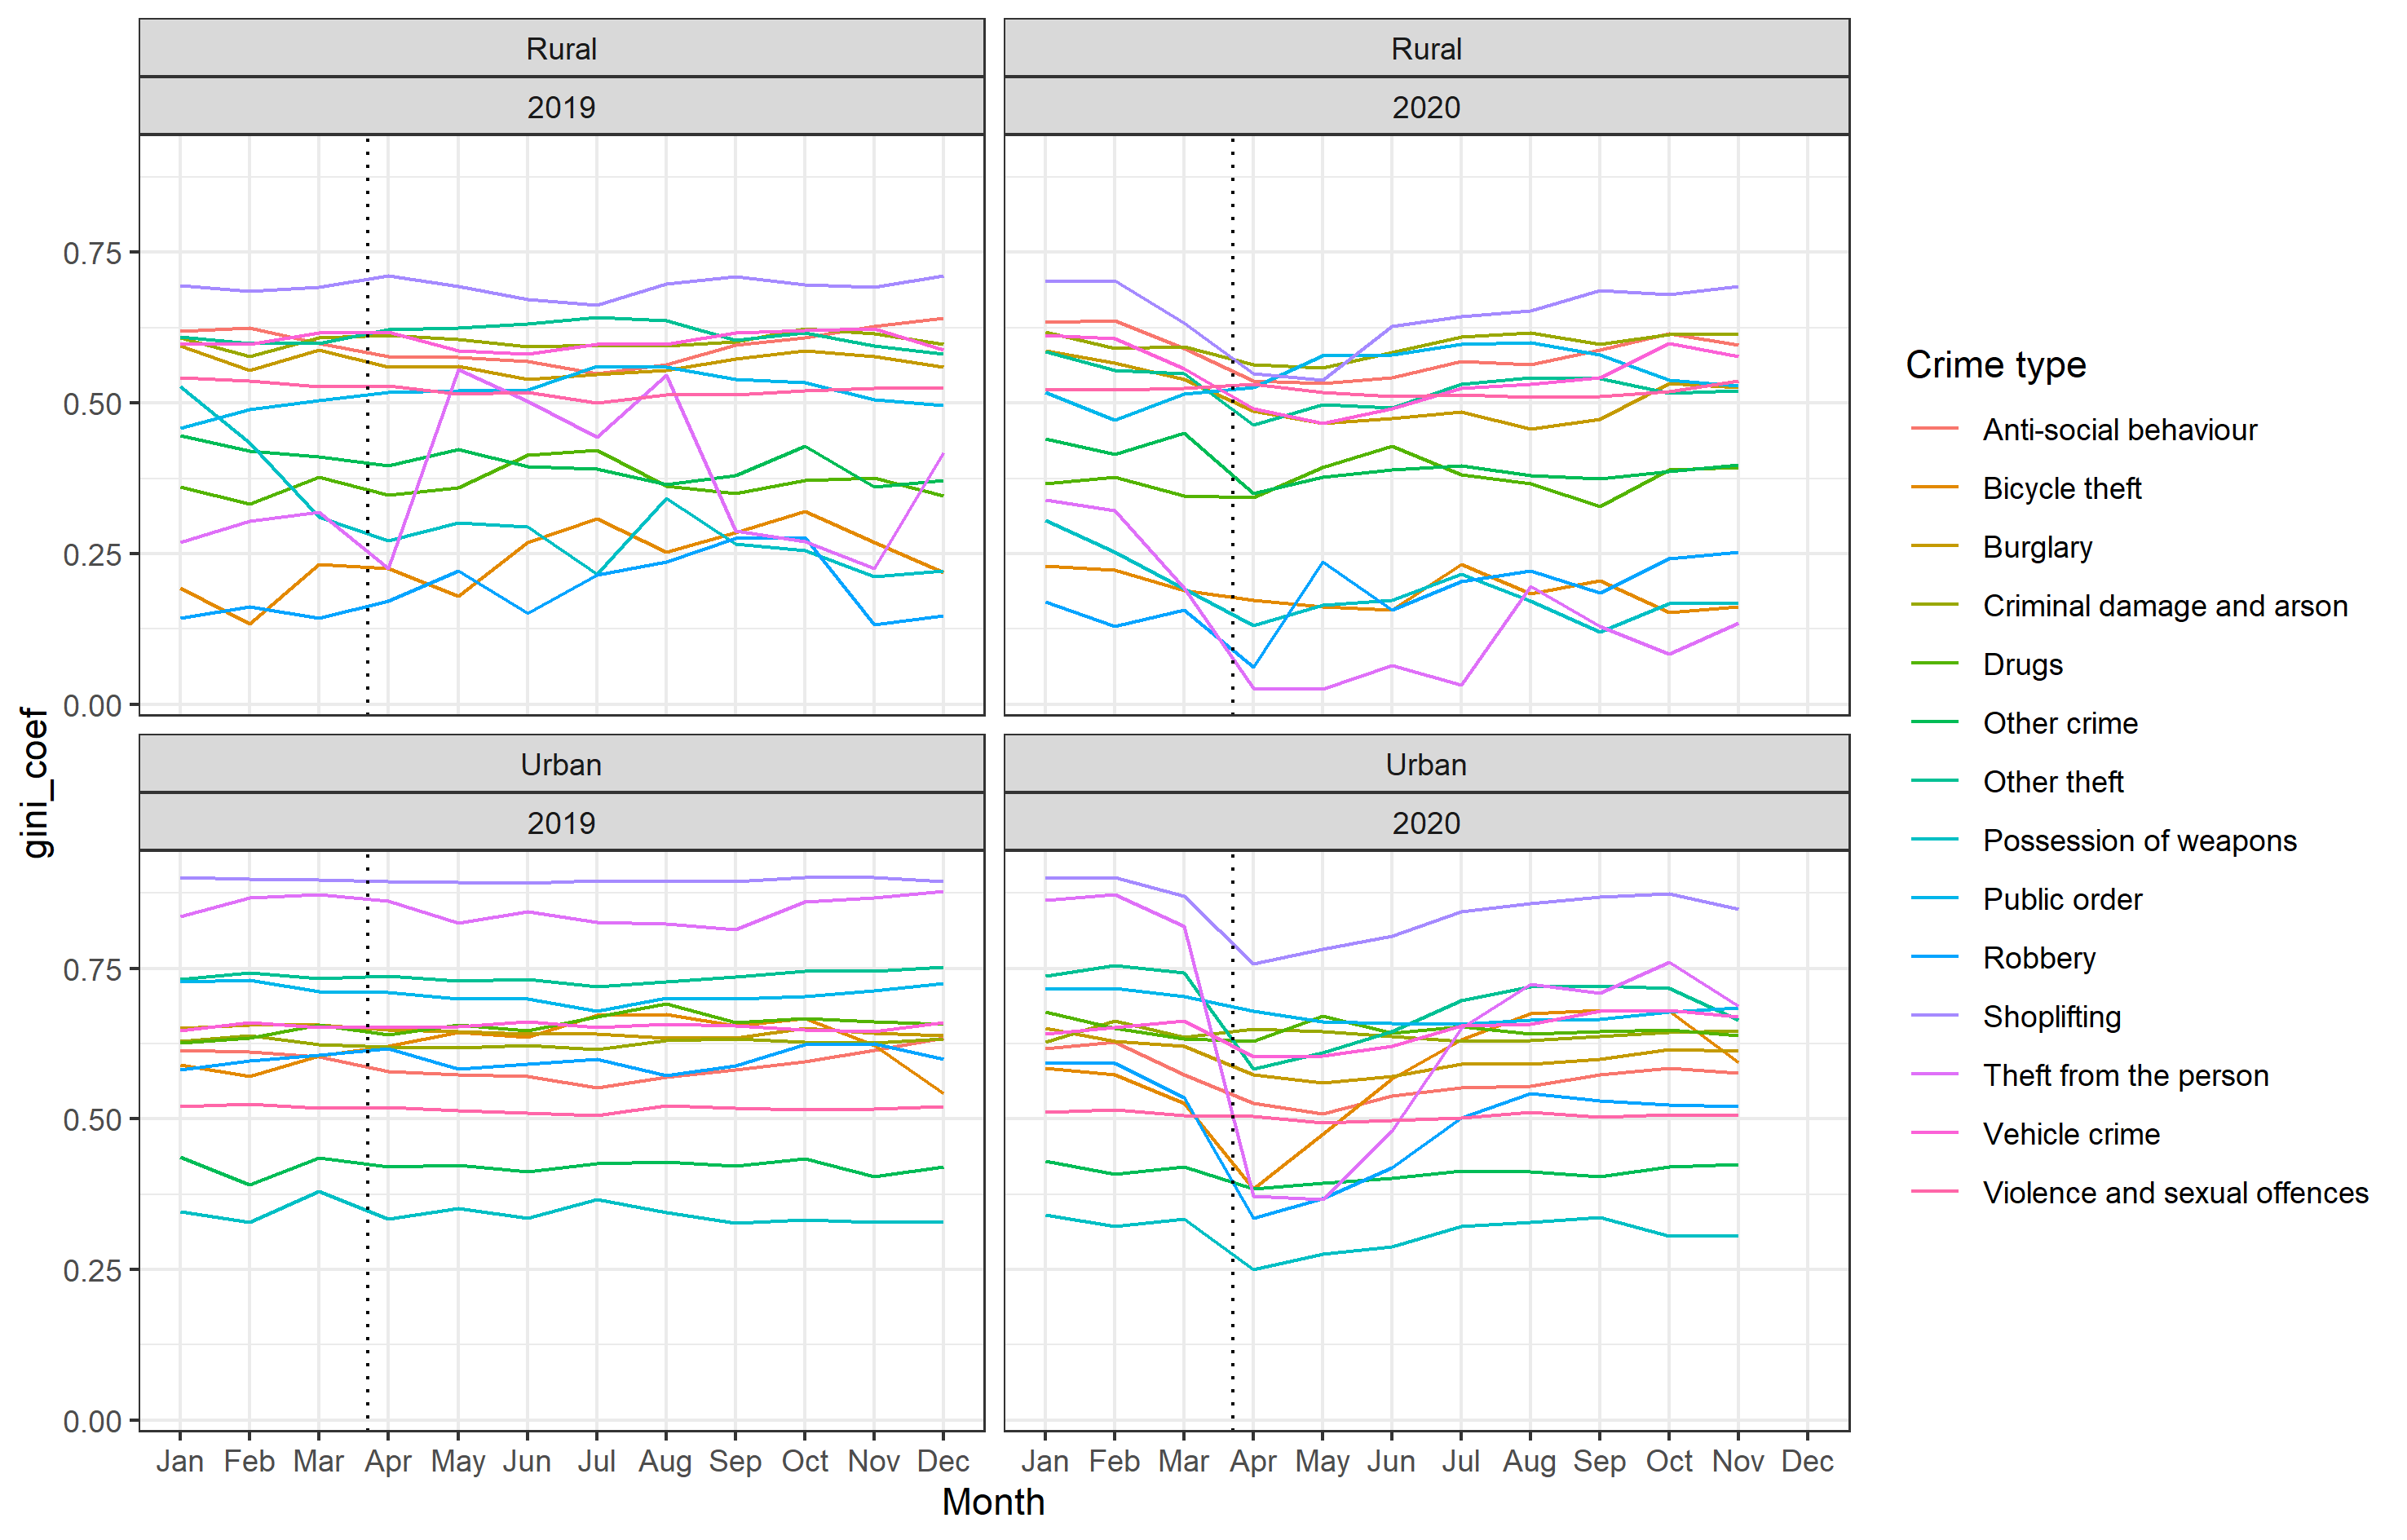 Rural
Rural
2019
2020
0.75
0.50
0.25
0.00
Urban
Urban
2019
2020
0.75
0.50
0.25
0.00
Jan Feb Mar Apr May Jun Jul Aug Sep Oct Nov Dec
Jan Feb Mar Apr May Jun Jul Aug Sep Oct Nov Dec
Month
gini_coef
Crime type
Anti-social behaviour
Bicycle theft
Burglary
Criminal damage and arson
Drugs
Other crime
Other theft
Possession of weapons
Public order
Robbery
Shoplifting
Theft from the person
Vehicle crime
Violence and sexual offences